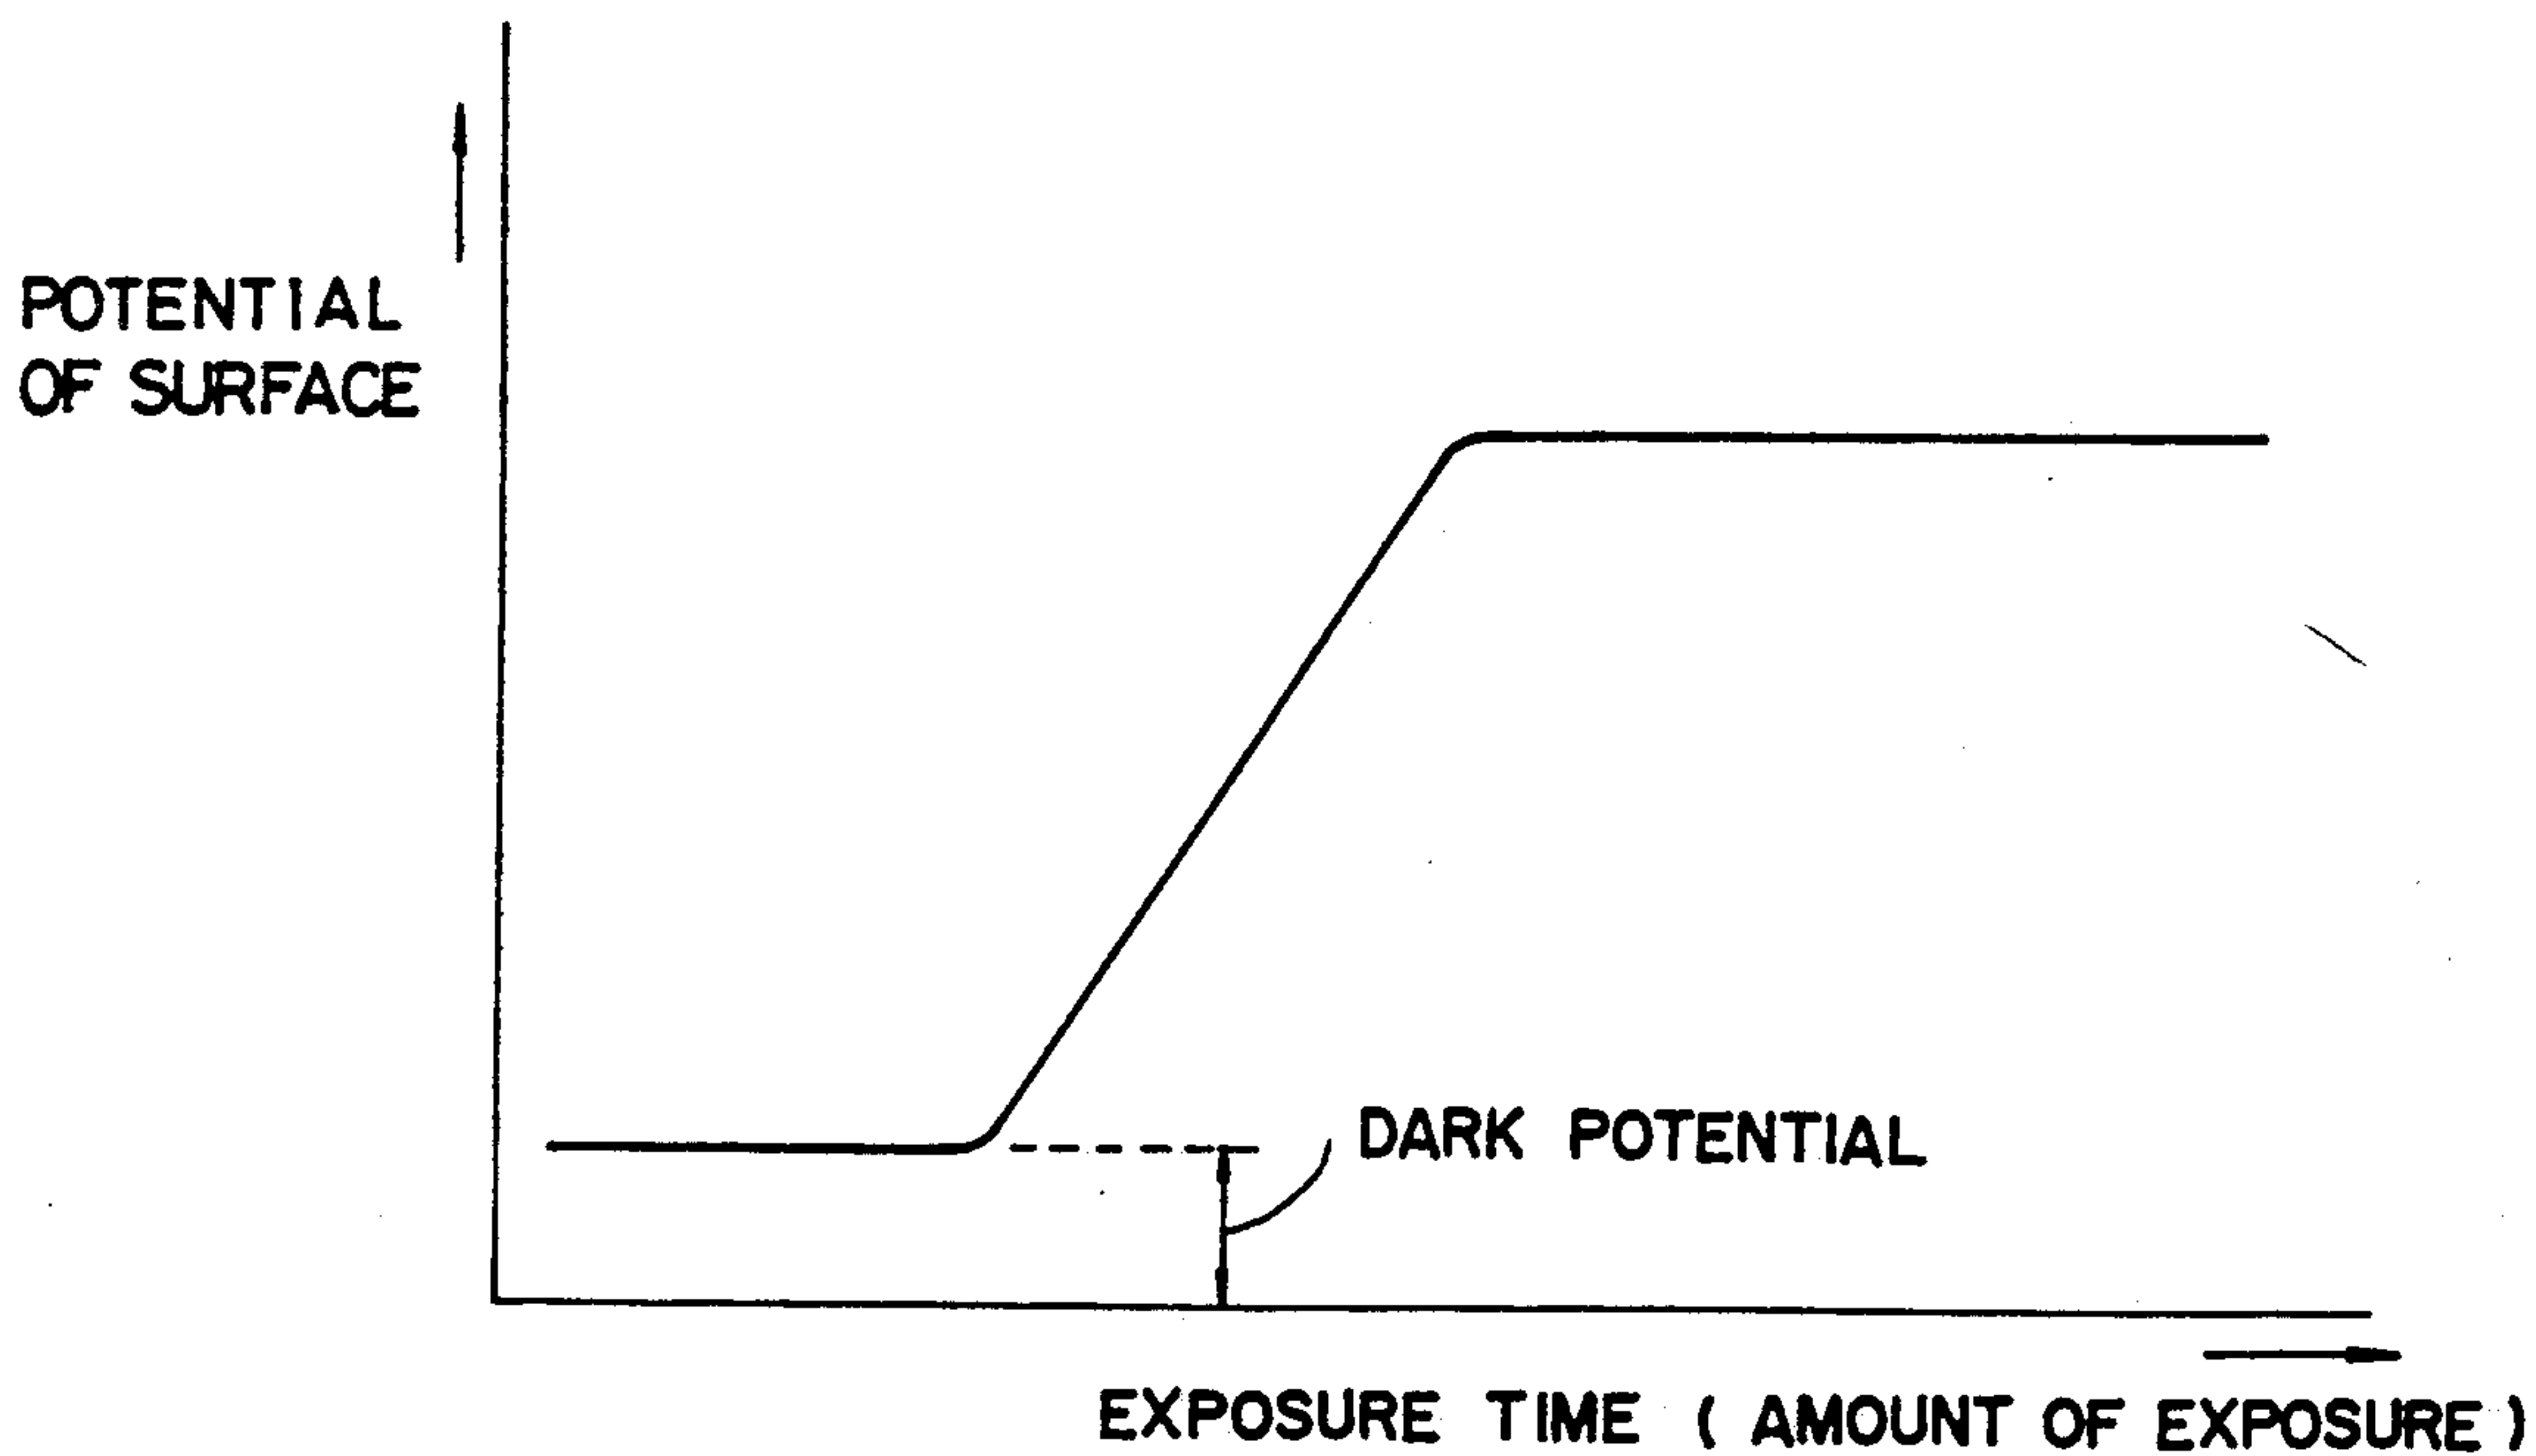 POTENTIAL
OF SURFACE
DARK POTENTIAL
EXPOSURE TIME ( AMOUNT OF EXPOSURE )